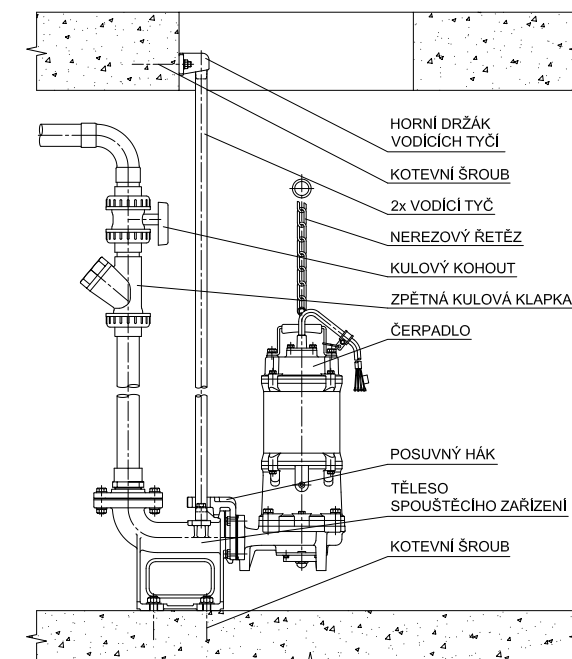 HORNÍ DRŽÁK
VODÍCÍCH TYČÍ
KOTEVNÍ ŠROUB
2x VODÍCÍ TYČ
NEREZOVÝ ŘETĚZ
KULOVÝ KOHOUT
ZPĚTNÁ KULOVÁ KLAPKA
ČERPADLO
POSUVNÝ HÁK
TĚLESO
SPOUŠTĚCÍHO ZAŘÍZENÍ
KOTEVNÍ ŠROUB